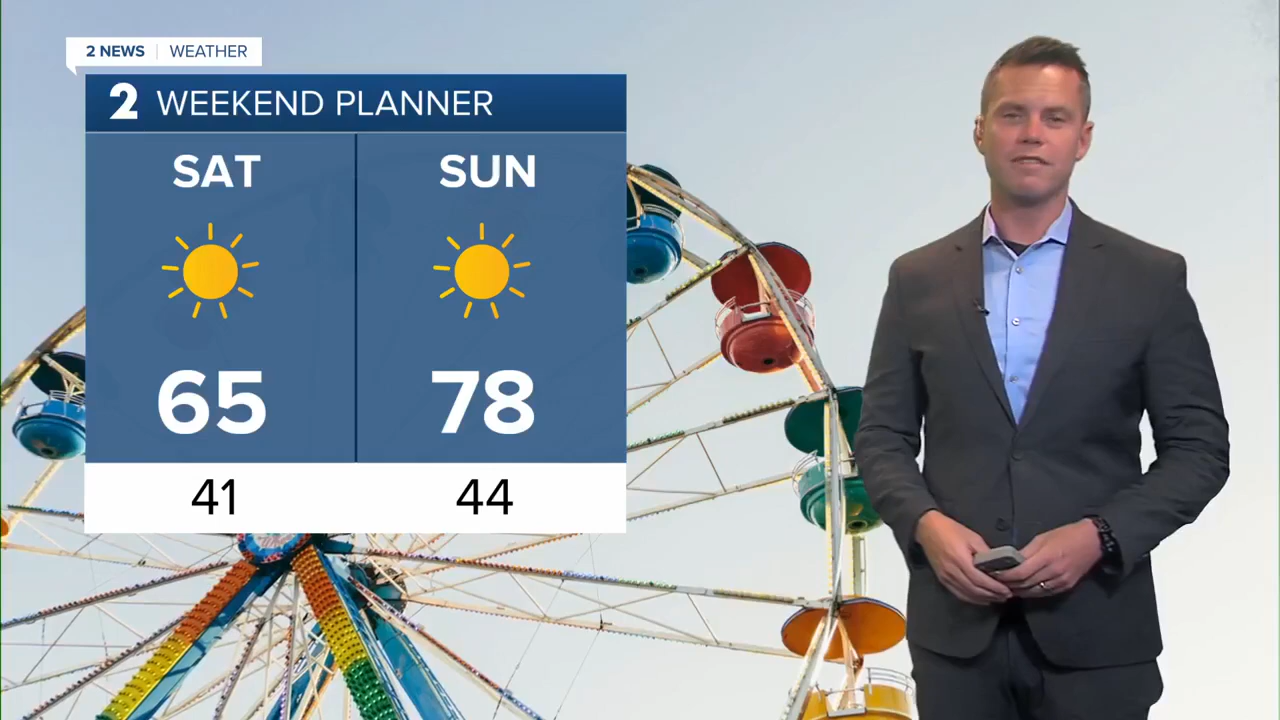 2 NEWS | WEATHER
2 WEEKEND PLANNER
SAT SUN
65 78
41 44